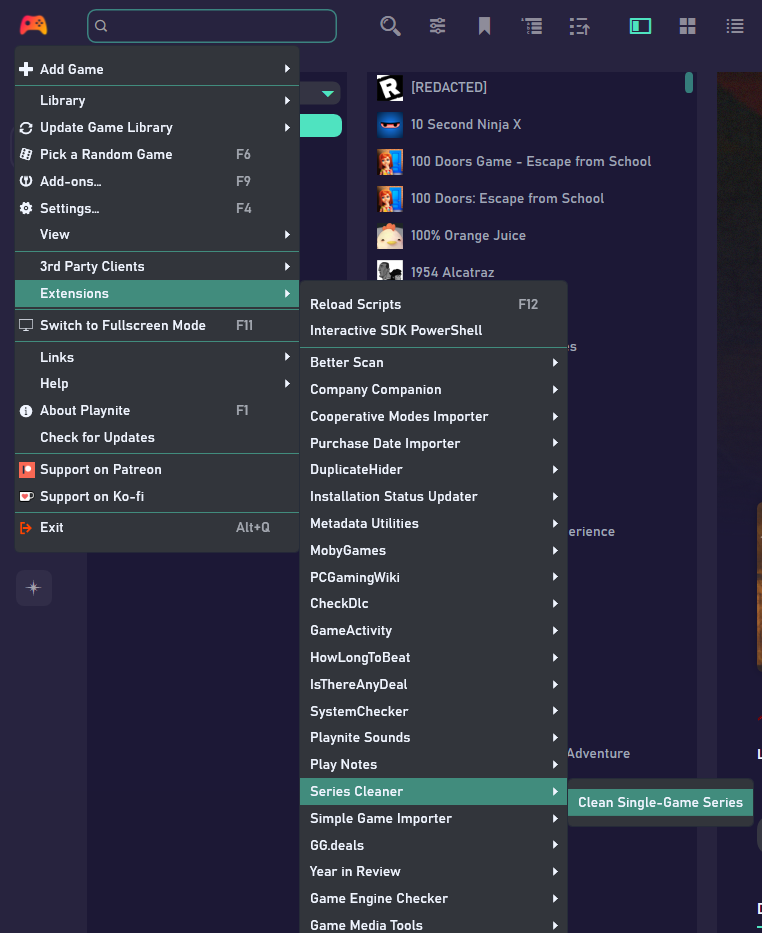 Add Game
Library
Update Game Library
Pick a Random Game F6
Add-ons... F9
Settings... F4
View
3rd Party Clients
Extensions
Switch to Fullscreen Mode F11
Links
Help
About Playnite F1
Check for Updates
Support on Patreon
Support on Ko-fi
Exit Alt+Q
[REDACTED]
10 Second Ninja X
100 Doors Game - Escape from School
100 Doors: Escape from School
100% Orange Juice
1954 Alcatraz
Reload Scripts F12
Interactive SDK PowerShell
Better Scan
Company Companion
Cooperative Modes Importer
Purchase Date Importer
DuplicateHider
Installation Status Updater
Metadata Utilities
MobyGames
PCGamingWiki
CheckDlc
GameActivity
HowLongToBeat
IsThereAnyDeal
SystemChecker
Playnite Sounds
Play Notes
Series Cleaner
Simple Game Importer
GG.deals
Year in Review
Game Engine Checker
Game Media Tools
Clean Single-Game Series
erience
Adventure